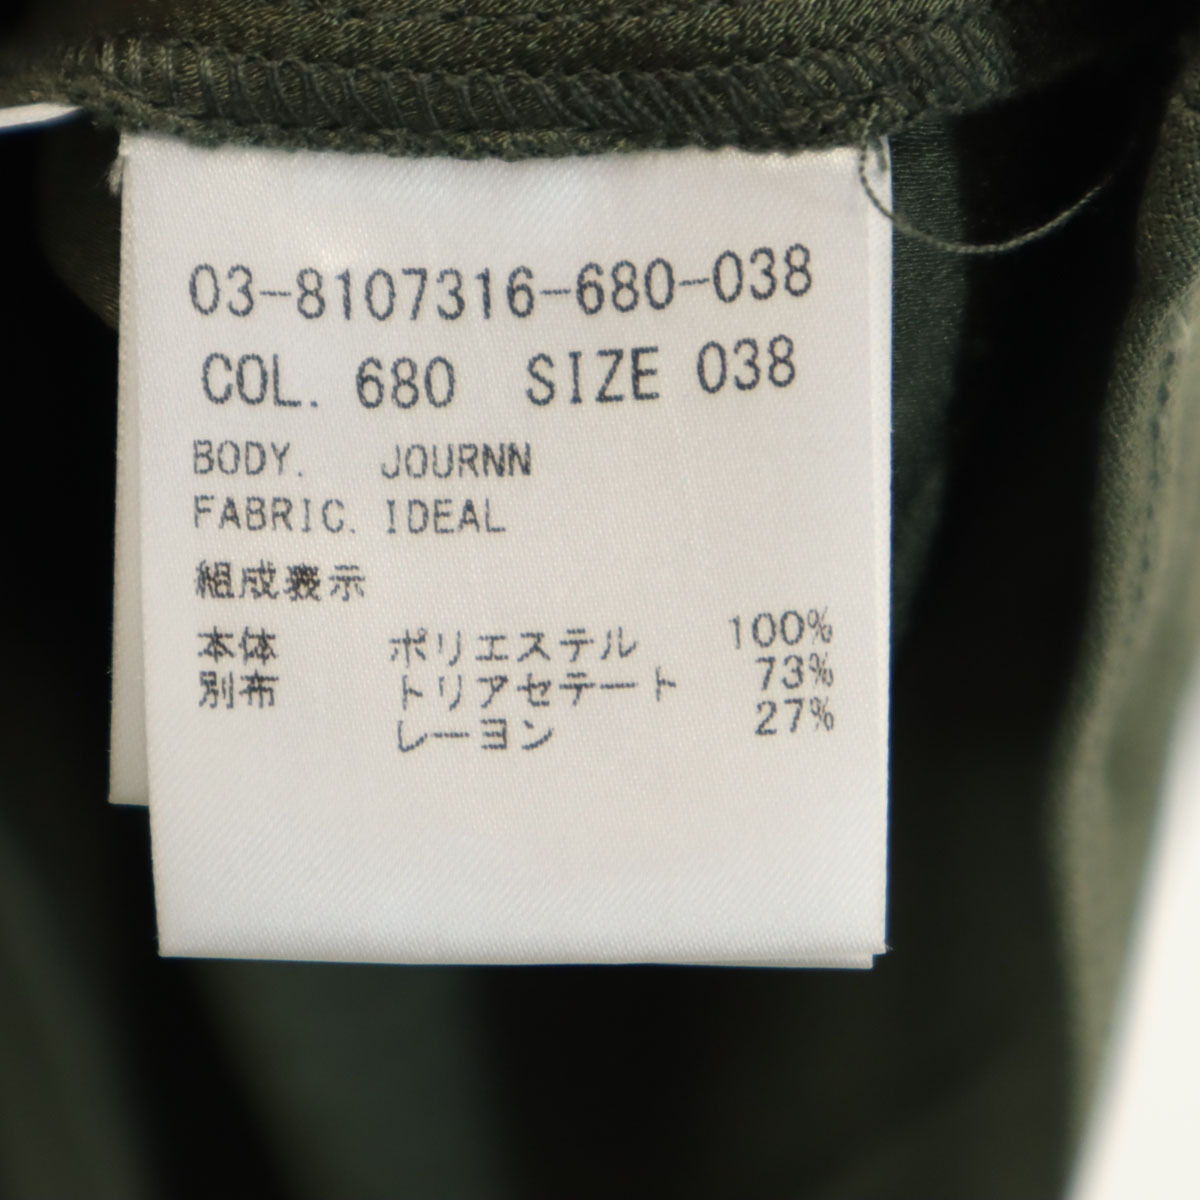 03-8107316-680-038
COL. 680 SIZE 038
BODY. JOURNN
FABRIC. IDEAL
組成表示
本体 ポリエステル 100%
別布 トリアセテート 73%
レーヨン 27%